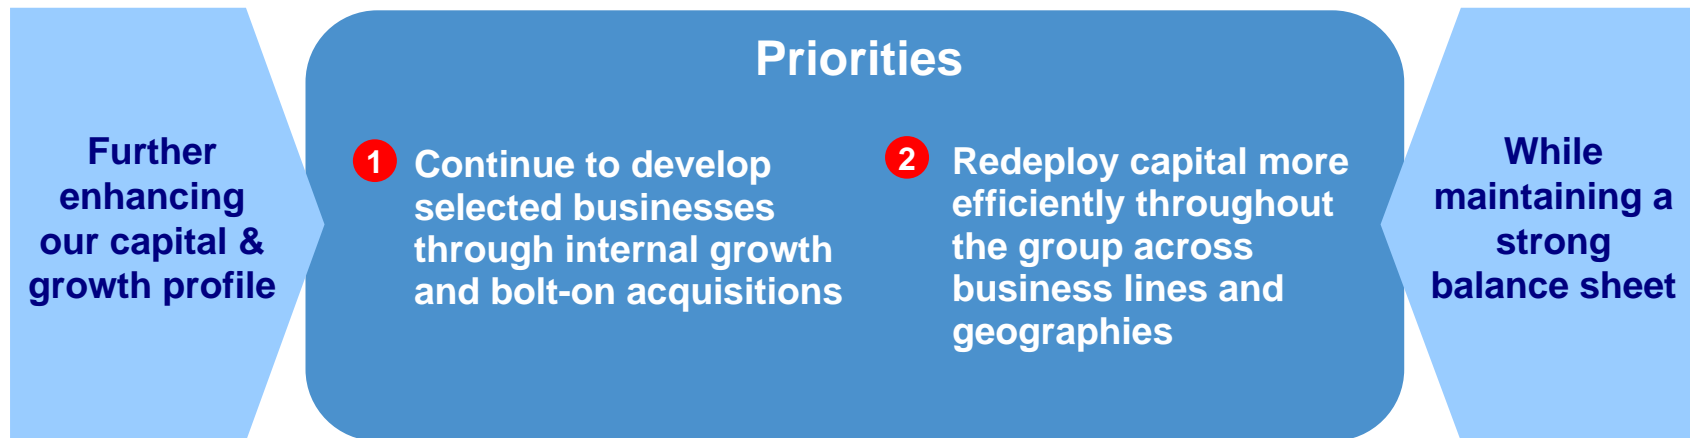 Further
enhancing
our capital &
growth profile
Priorities
1 Continue to develop
selected businesses
through internal growth
and bolt-on acquisitions
2 Redeploy capital more
efficiently throughout
the group across
business lines and
geographies
While
maintaining a
strong
balance sheet